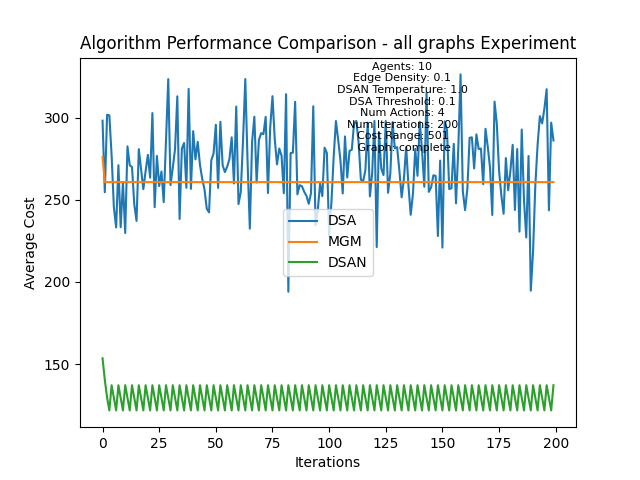 Algorithm Performance Comparison - all graphs Experiment
Agents: 10
Edge Density: 0.1
DSAN Temperature: 1.0
DSA Threshold: 0.1
Num Actions: 4
Num Iterations: 200
Cost Range: 501
Graph: complete
300
250
200
150
Average Cost
DSA
MGM
DSAN
0
25
50
75
100
125
150
175
200
Iterations